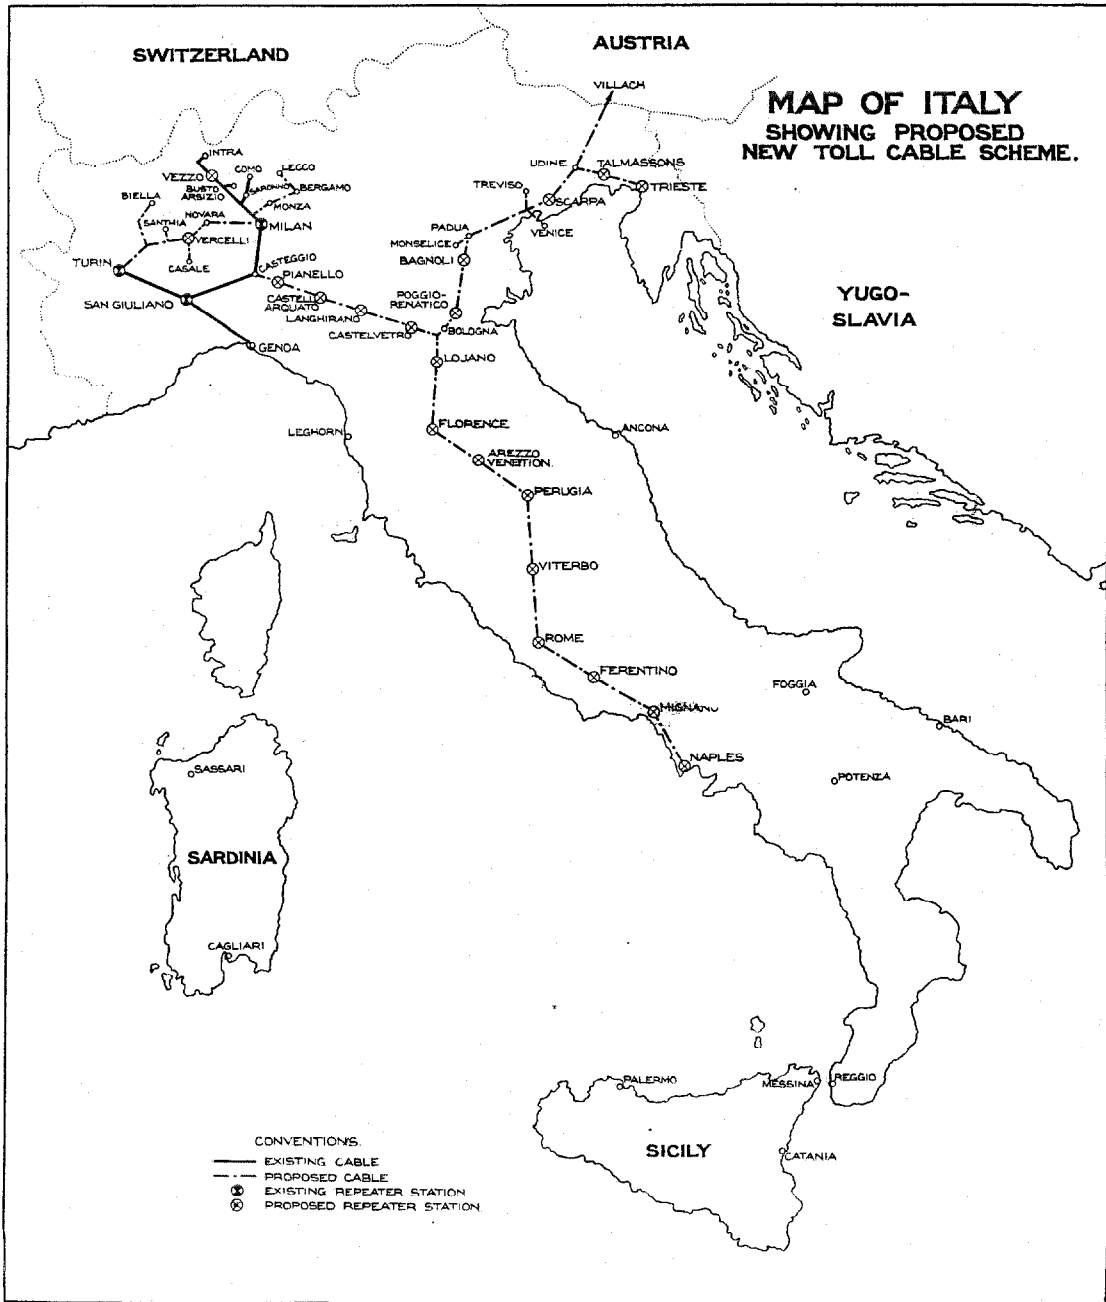 SWITZERLAND
AUSTRIA
VILLACH
MAP OF ITALY
SHOWING PROPOSED
NEW TOLL CABLE SCHEME.
INTRA
VEZZO
COMO
LECCO
BUSTO
ARSIZIO
SARONNO
BERGAMO
BIELLA
MONZA
NOVARA
SANTHIA
MILAN
VERCELLI
CASALE
TURIN
CASTEGGIO
PIANELLO
SAN GIULIANO
CASTELL
ARQUATO
LANGHIRANO
CASTELVETRO
GENOA
UDINE
TALMASSONS
TREVISO
TRIESTE
SCARPA
PADUA
VENICE
MONSELICE
BAGNOLI
POGGIO-
RENATICO
BOLOGNA
LOJANO
YUGO-
SLAVIA
FLORENCE
LEGHORN
ANCONA
AREZZO
PERUGIA
VITERBO
ROME
FERENTINO
MIGNANO
FOGGIA
BARI
NAPLES
POTENZA
SASSARI
SARDINIA
CAGLIARI
PALERMO
MESSINA
REGGIO
SICILY
CATANIA
CONVENTIONS.
EXISTING CABLE
PROPOSED CABLE
EXISTING REPEATER STATION
PROPOSED REPEATER STATION